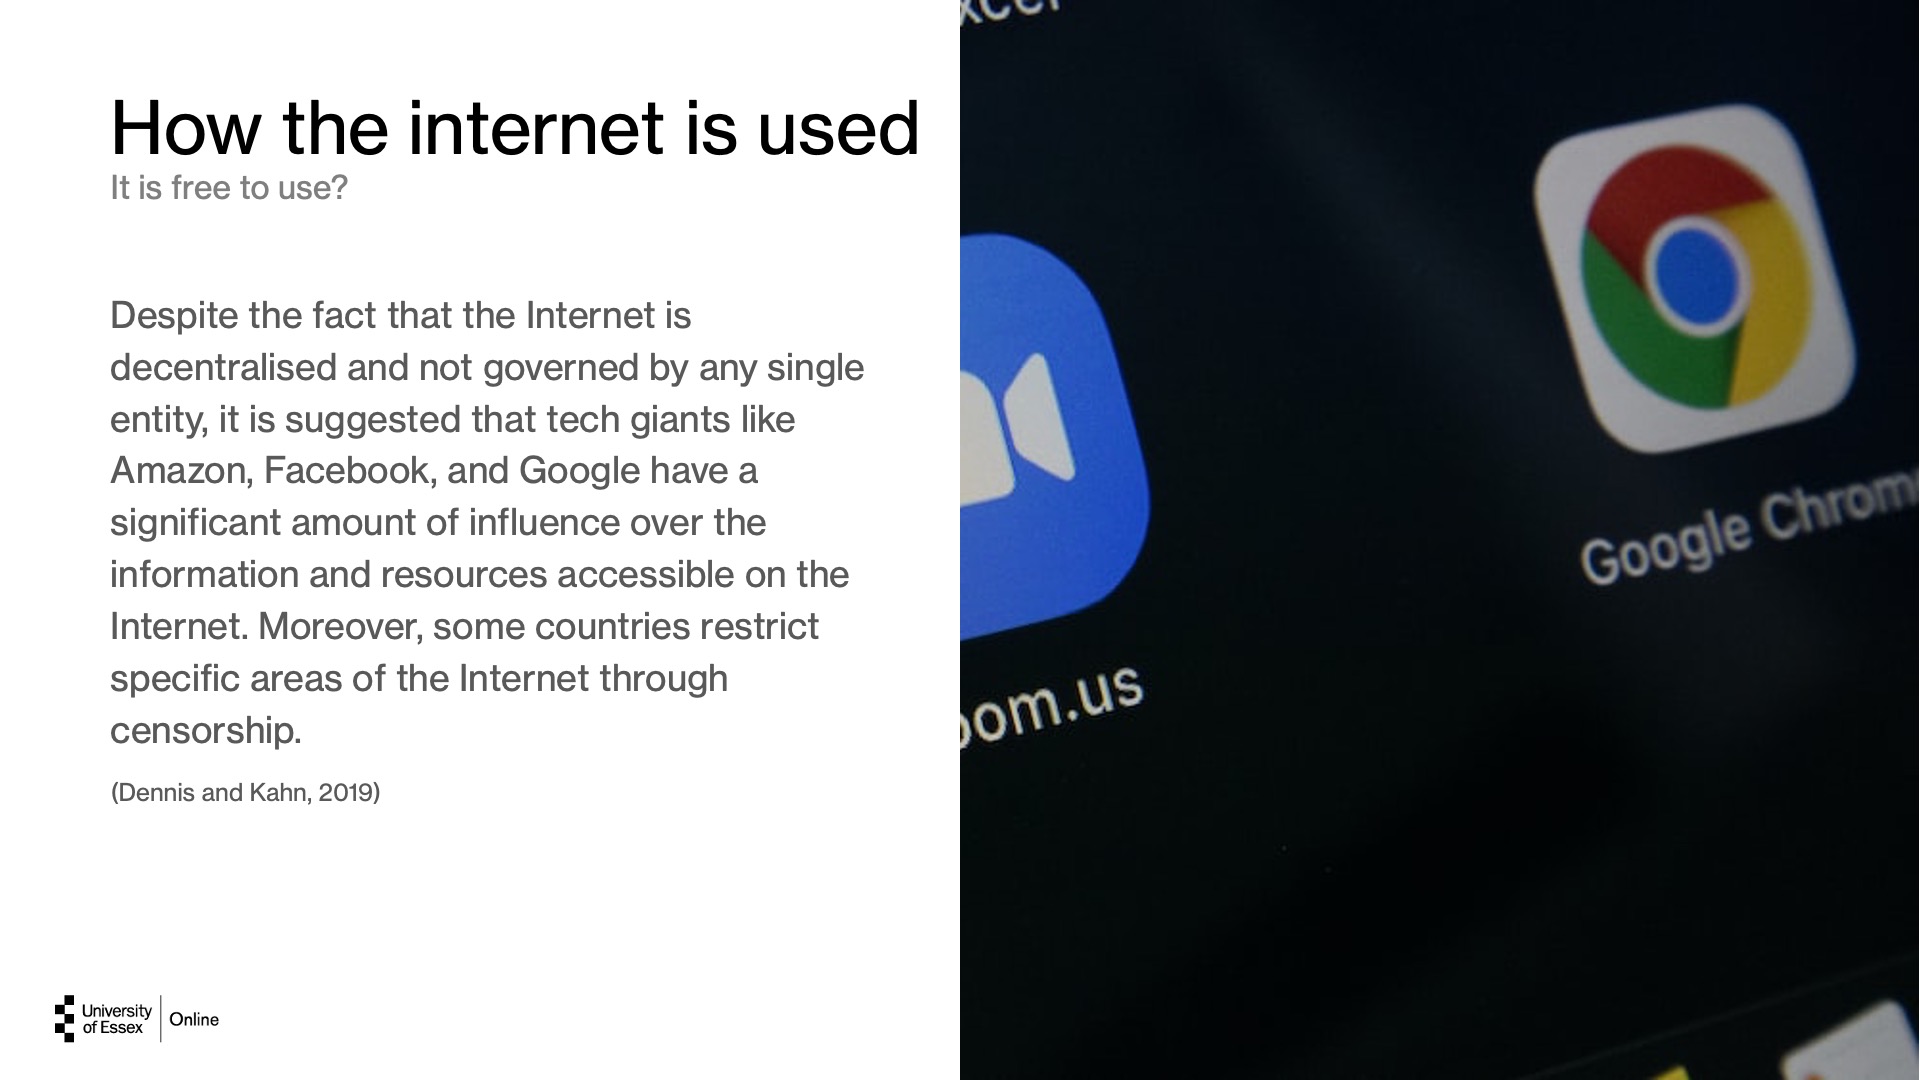 How the internet is used
It is free to use?
Despite the fact that the Internet is
decentralised and not governed by any single
entity, it is suggested that tech giants like
Amazon, Facebook, and Google have a
significant amount of influence over the
information and resources accessible on the
Internet. Moreover, some countries restrict
specific areas of the Internet through
censorship.
(Dennis and Kahn, 2019)
University
of Essex
Online
xcel
Google Chrome
oom.us